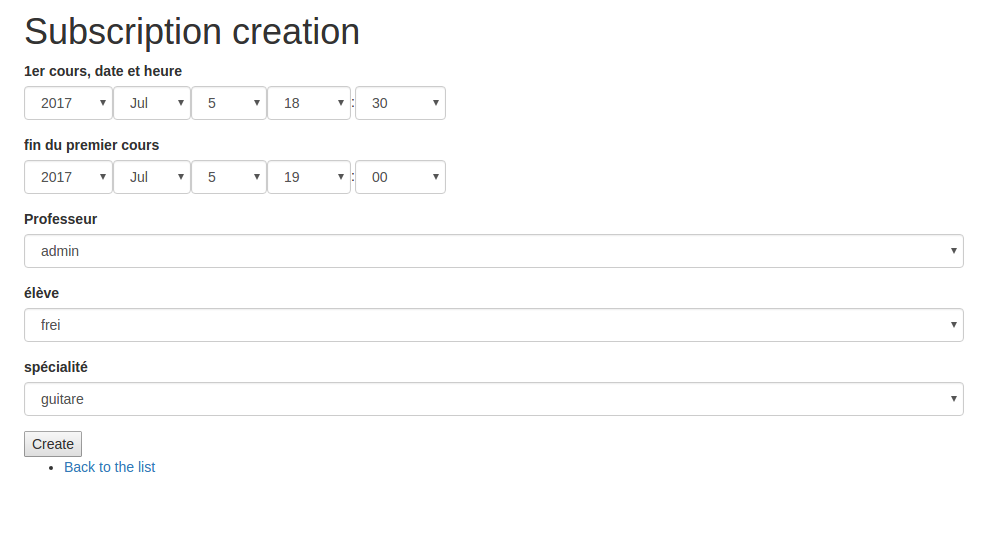 Subscription creation
1er cours, date et heure
2017 Jul 5 18 : 30
fin du premier cours
2017 Jul 5 19 : 00
Professeur
admin
élève
frei
spécialité
guitare
Create
Back to the list